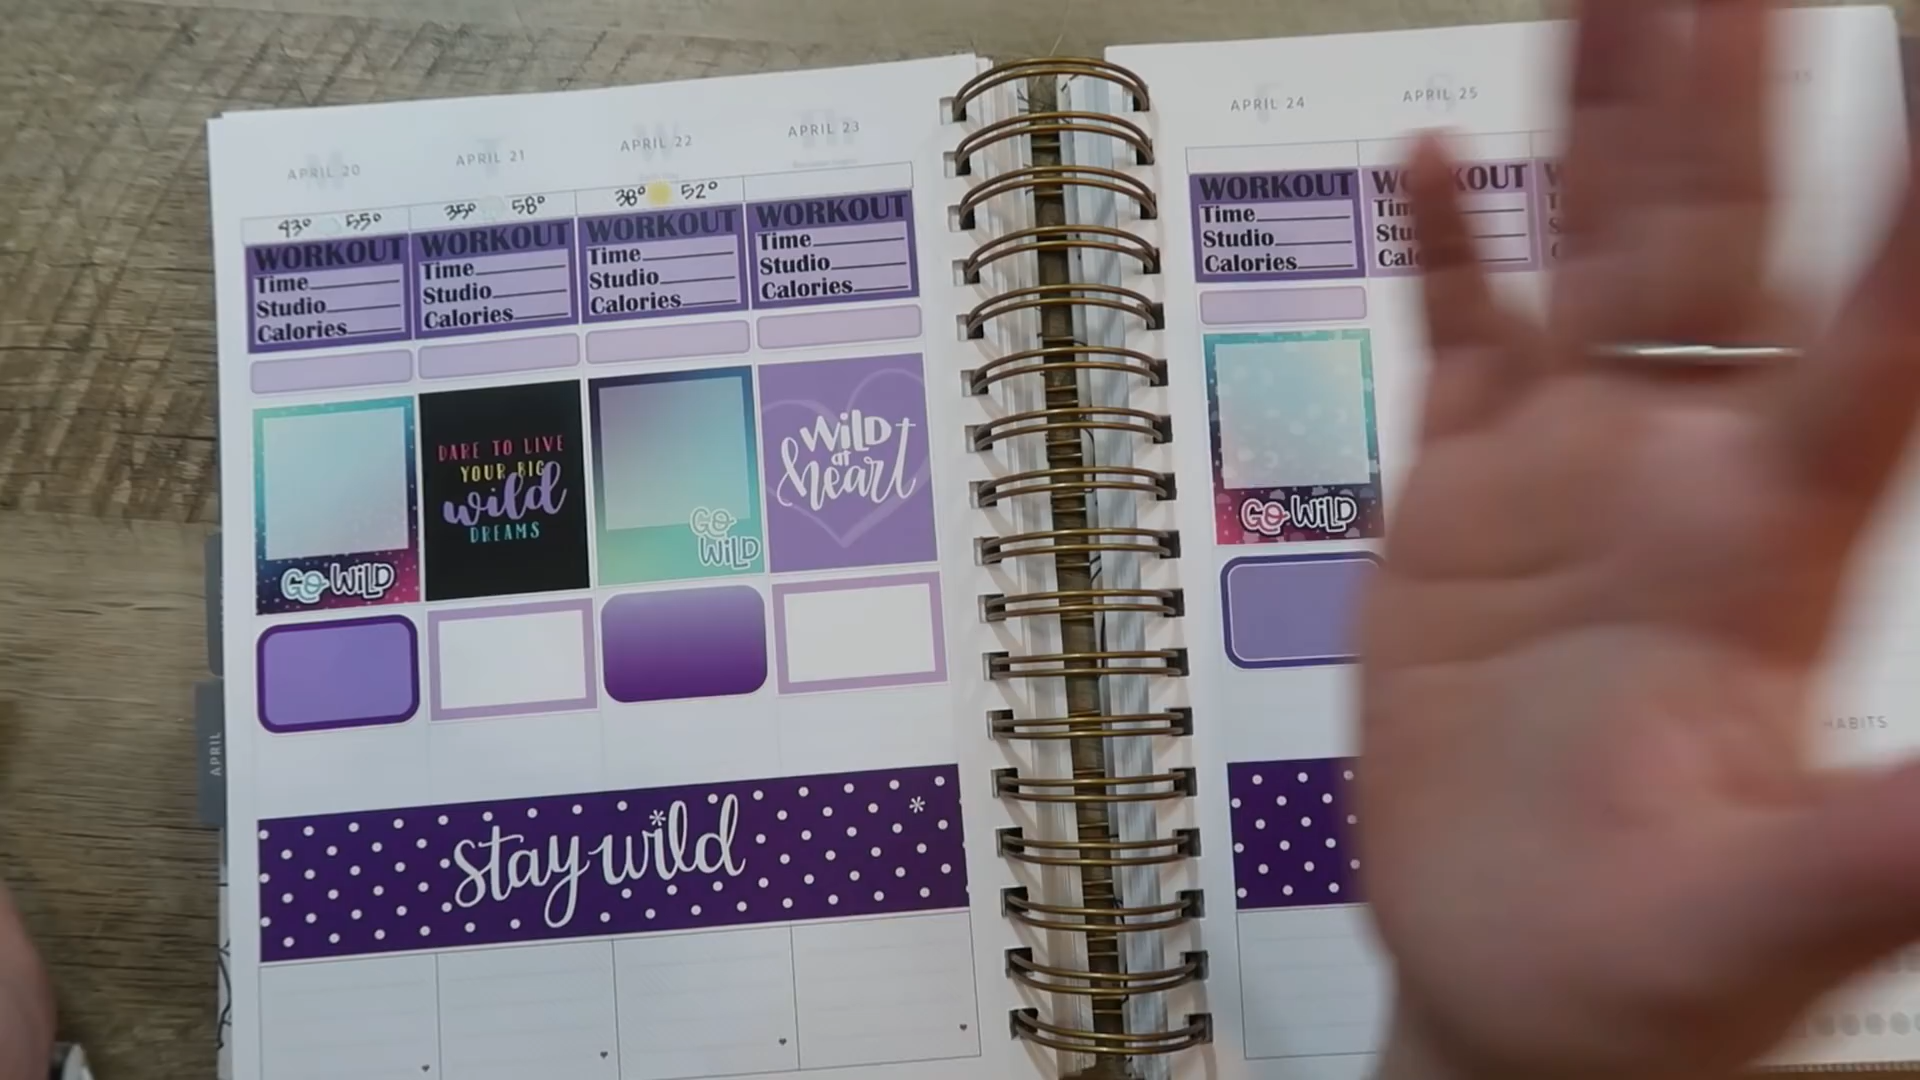 APRIL 20
APRIL 21
APRIL 22
APRIL 23
43° 55°
35° 58°
38° 52°
WORKOUT
Time
Studio
Calories
WORKOUT
Time
Studio
Calories
WORKOUT
Time
Studio
Calories
WORKOUT
Time
Studio
Calories
GO WILD
DARE TO LIVE
YOUR BIG
wild
DREAMS
GO
WILD
WILD
at
heart
stay wild
APRIL
APRIL 24
APRIL 25
WORKOUT
Time
Studio
Calories
GO WILD
HABITS